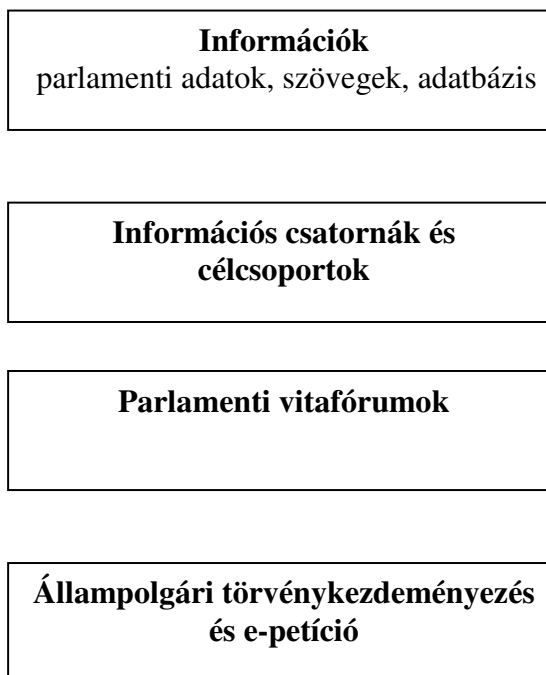 Információk
parlamenti adatok, szövegek, adatbázis
Információs csatornák és
célcsoportok
Parlamenti vitafórumok
Állampolgári törvénykezdeményezés
és e-petíció